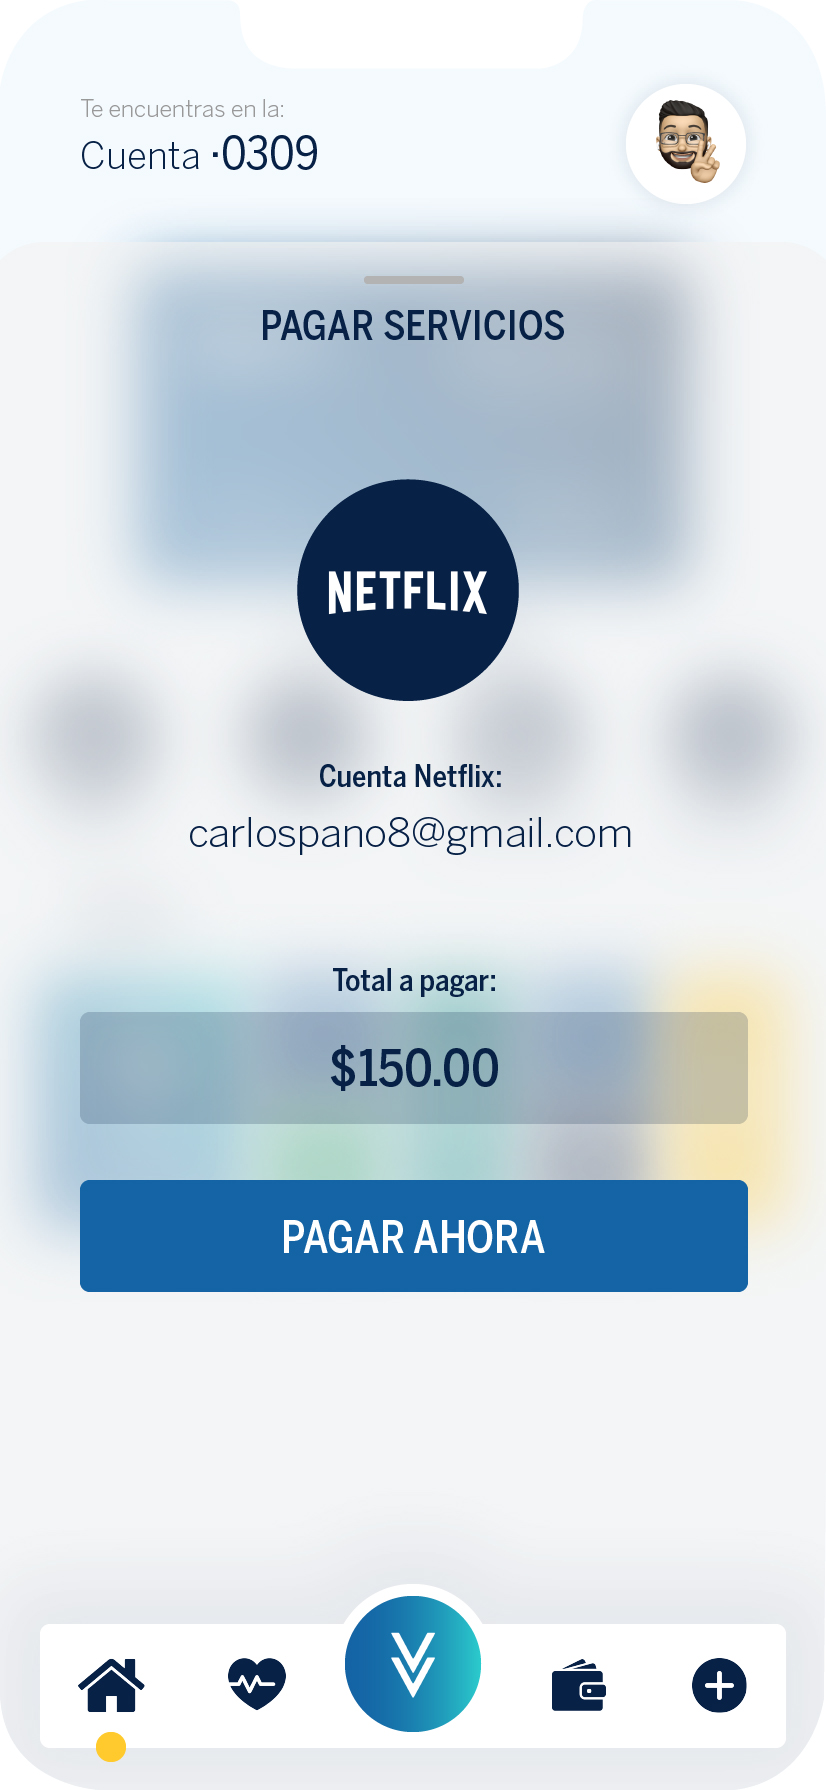 Te encuentras en la:
Cuenta ·0309
PAGAR SERVICIOS
NETFLIX
Cuenta Netflix:
carlospano8@gmail.com
Total a pagar:
$150.00
PAGAR AHORA